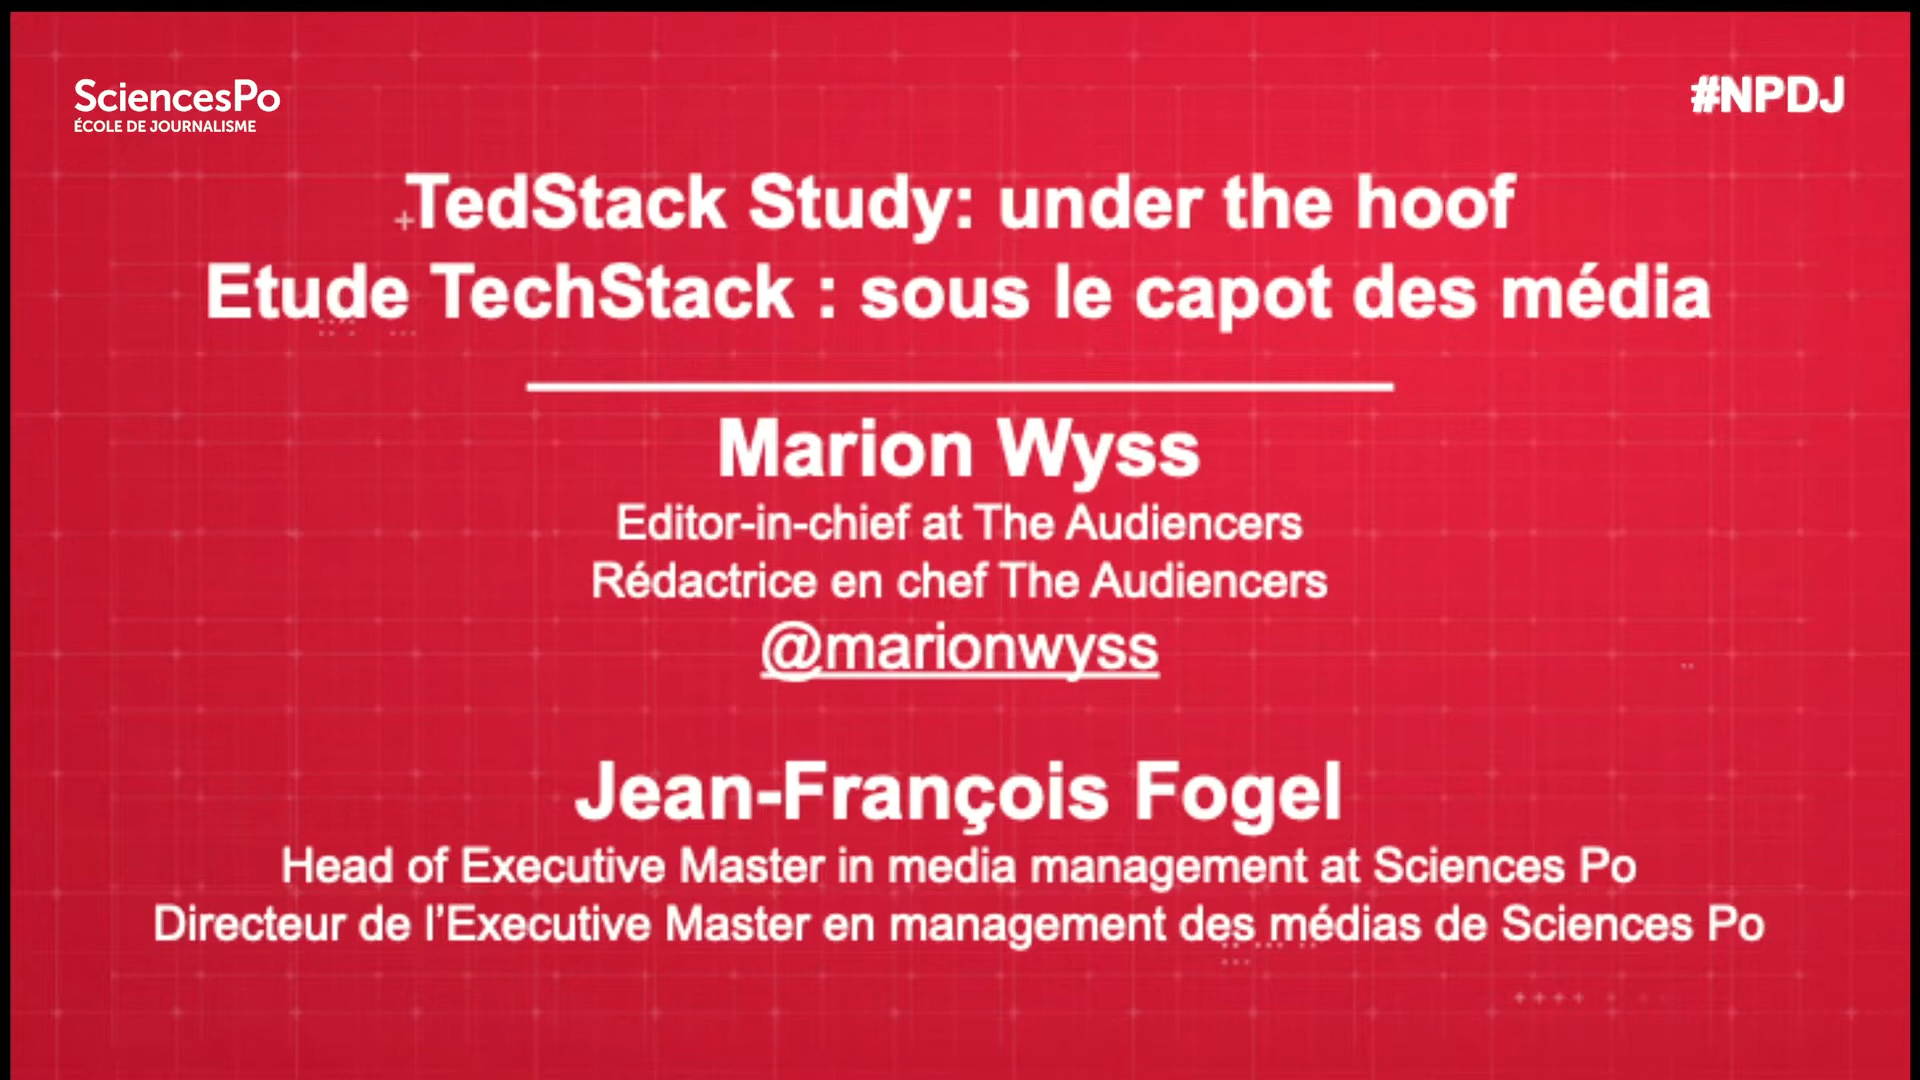 SciencesPo
ÉCOLE DE JOURNALISME
#NPDJ
TedStack Study: under the hoof
Etude TechStack : sous le capot des média
Marion Wyss
Editor-in-chief at The Audiencers
Rédactrice en chef The Audiencers
@marionwyss
Jean-François Fogel
Head of Executive Master in media management at Sciences Po
Directeur de l’Executive Master en management des médias de Sciences Po